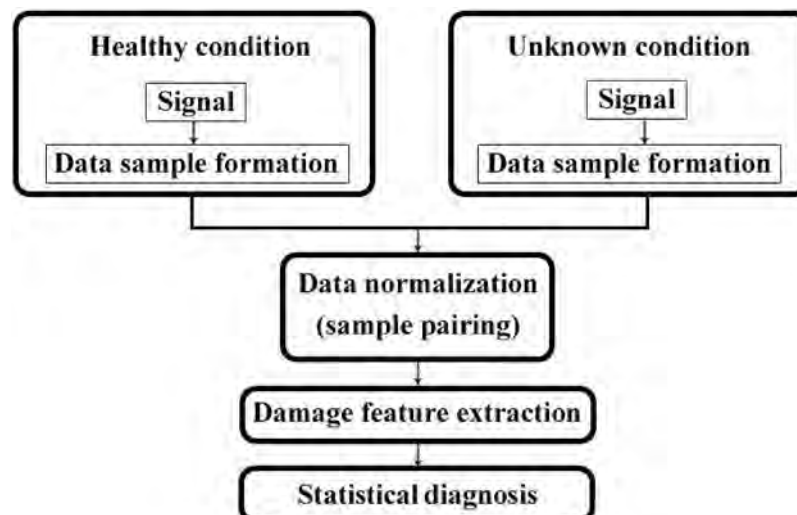 Healthy condition
Signal
Data sample formation
Unknown condition
Signal
Data sample formation
Data normalization
(sample pairing)
Damage feature extraction
Statistical diagnosis